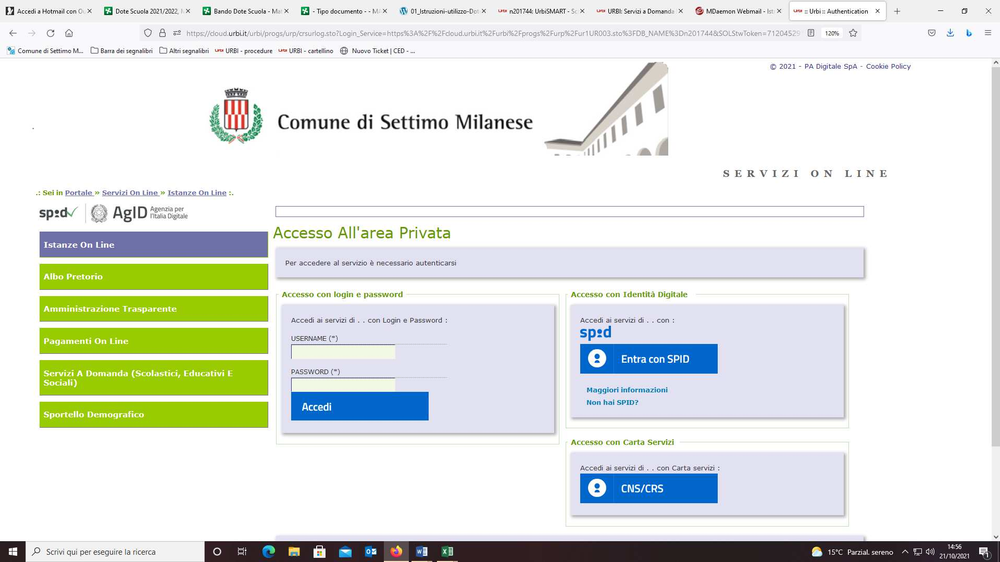 Accedi a Hotmail con Ou
Dote Scuola 2021/2022,
Bando Dote Scuola - Ma
- Tipo documento - - MA
01_Istruzioni-utilizzo-Dot
n201744: UrbiSMART - Sc
URBI: Servizi a Domanda
MDaemon Webmail - Ist
:: Urbi :: Authentication
https://cloud.urbi.it/urbi/progs/urp/crsurlog.sto?Login_Service=https%3A%2F%2Fcloud.urbi.it%2Furbi%2Fprogs%2Furp%2Fur1UR003.sto%3FDB_NAME%3Dn201744&SOLStwToken=71204529
120%
Comune di Settimo M...
Barra dei segnalibri
Altri segnalibri
URBI - procedure
URBI - cartellino
Nuovo Ticket | CED - ...
© 2021 - PA Digitale SpA - Cookie Policy
Comune di Settimo Milanese
SERVIZI ON LINE
.: Sei in Portale » Servizi On Line » Istanze On Line :.
spid
AgID Agenzia per
l'Italia Digitale
Istanze On Line
Albo Pretorio
Amministrazione Trasparente
Pagamenti On Line
Servizi A Domanda (Scolastici, Educativi E
Sociali)
Sportello Demografico
Accesso All'area Privata
Per accedere al servizio è necessario autenticarsi
Accesso con login e password
Accedi ai servizi di . . con Login e Password :
USERNAME (*)
PASSWORD (*)
Accedi
Accesso con Identità Digitale
Accedi ai servizi di . . con :
spid
Entra con SPID
Maggiori informazioni
Non hai SPID?
Accesso con Carta Servizi
Accedi ai servizi di . . con Carta servizi :
CNS/CRS
Scrivi qui per eseguire la ricerca
15°C Parzial. sereno
14:56
21/10/2021
1